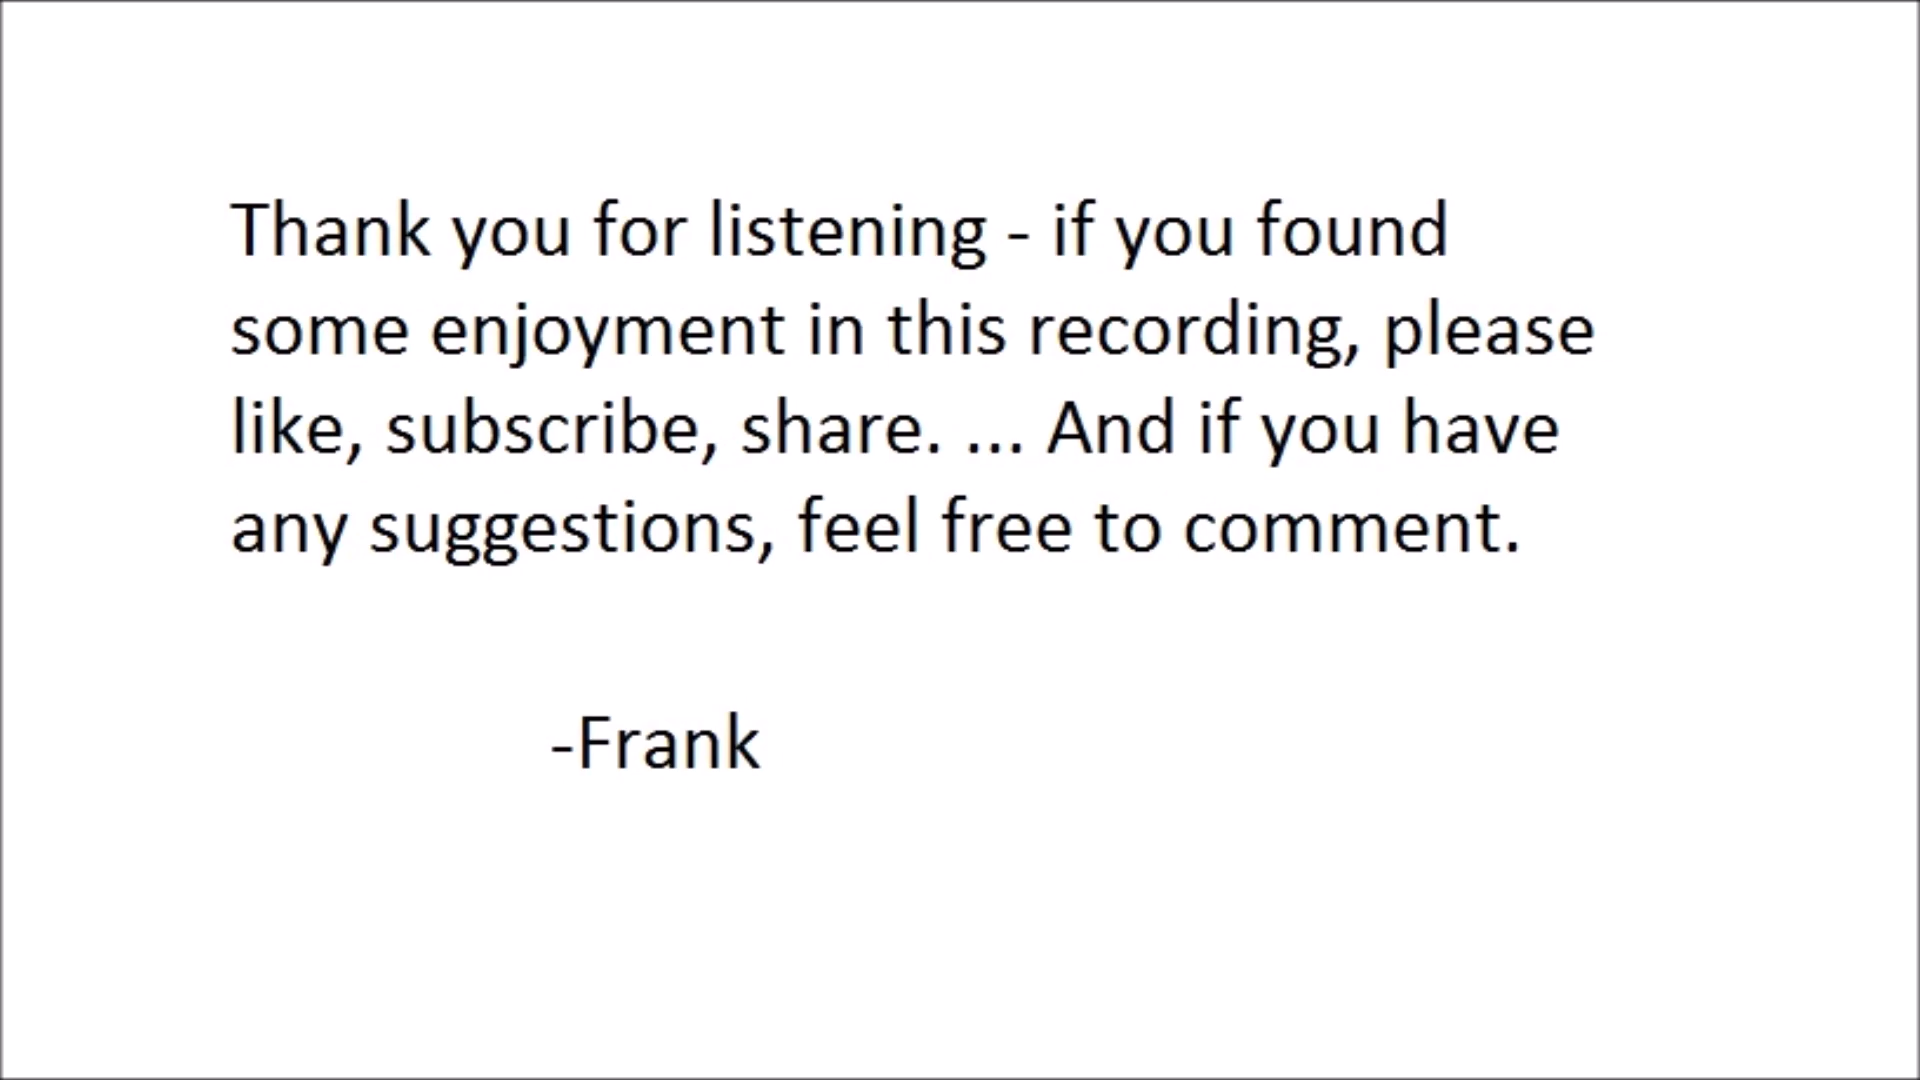 Thank you for listening - if you found
some enjoyment in this recording, please
like, subscribe, share. ... And if you have
any suggestions, feel free to comment.
-Frank